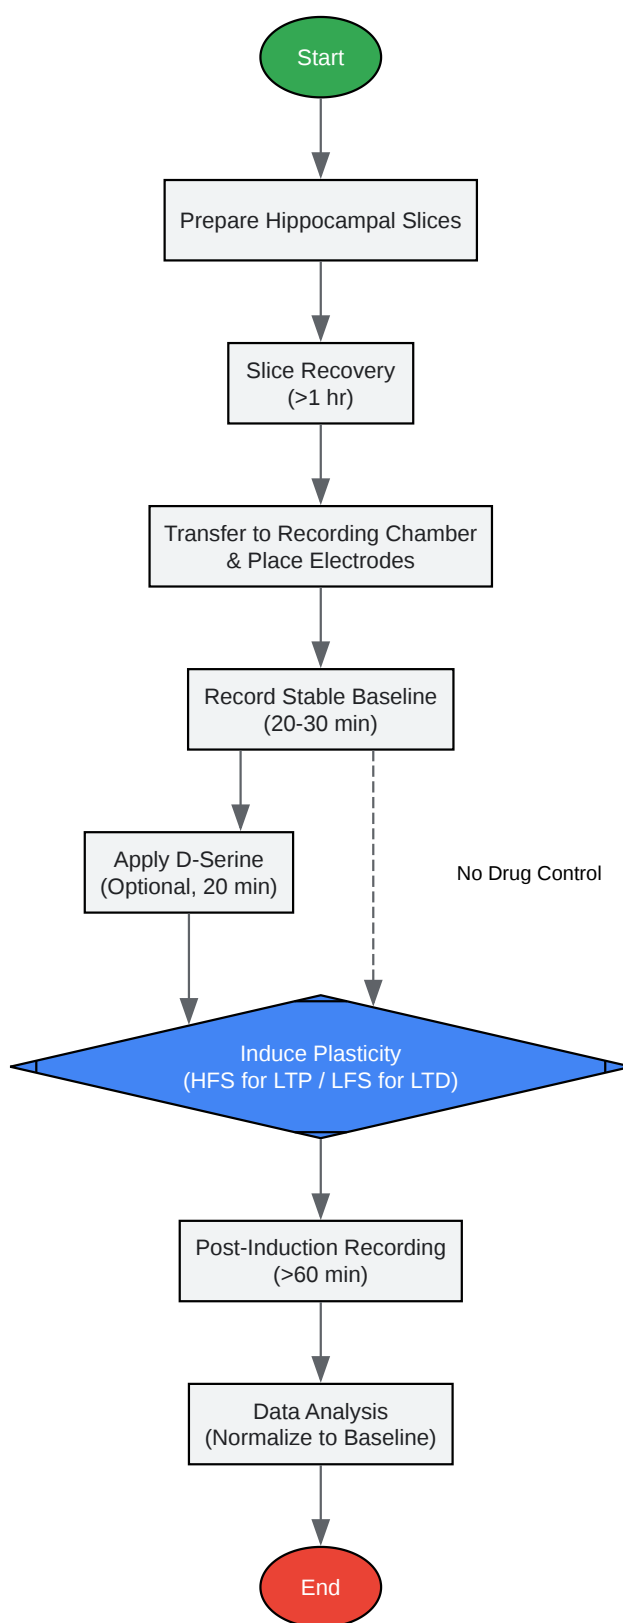 Start
Prepare Hippocampal Slices
Slice Recovery
(>1 hr)
Transfer to Recording Chamber
& Place Electrodes
Record Stable Baseline
(20-30 min)
Apply D-Serine
(Optional, 20 min)
No Drug Control
Induce Plasticity
(HFS for LTP / LFS for LTD)
Post-Induction Recording
(>60 min)
Data Analysis
(Normalize to Baseline)
End